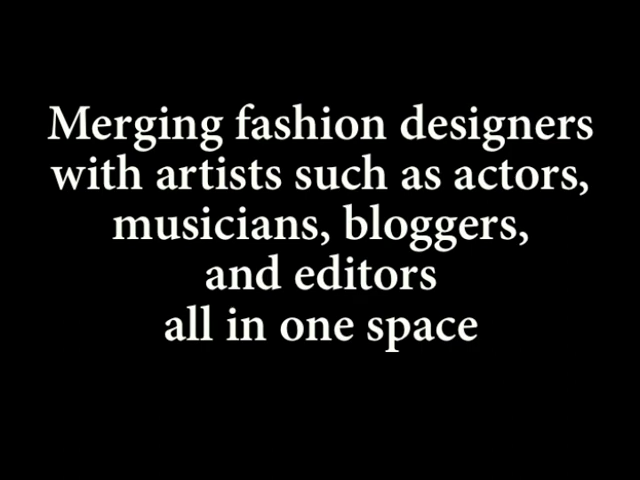 Merging fashion designers
with artists such as actors,
musicians, bloggers,
and editors
all in one space